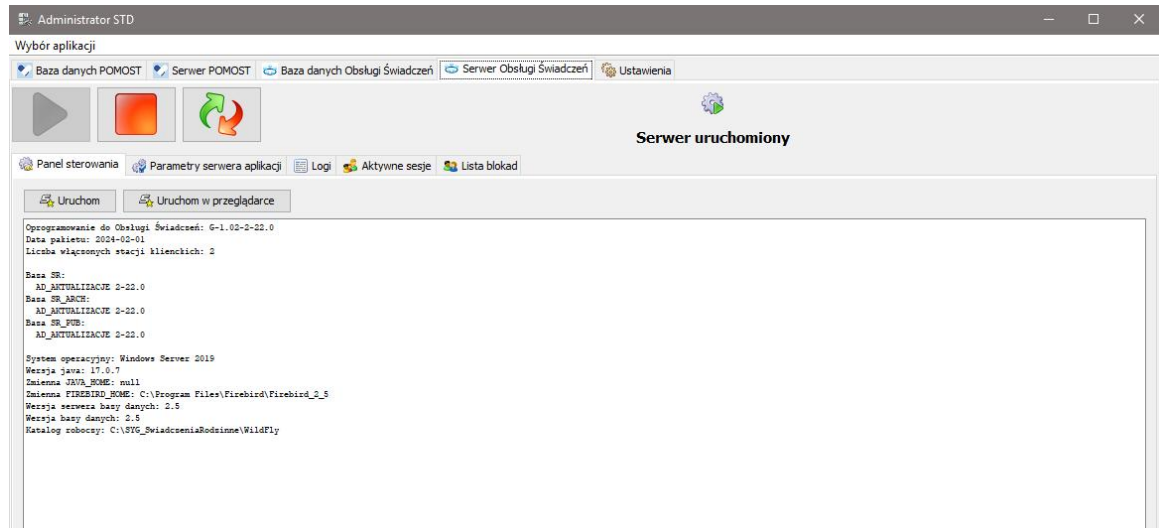 Administrator STD
Wybór aplikacji
Baza danych POMOST Serwer POMOST Baza danych Obsługi Świadczeń Serwer Obsługi Świadczeń Ustawienia
Serwer uruchomiony
Panel sterowania Parametry serwera aplikacji Logi Aktywne sesje Lista blokad
Uruchom Uruchom w przeglądarce
Oprogramowanie do Obsługi Świadczeń: G-1.02-2-22.0
Data pakietu: 2024-02-01
Liczba włączonych stacji klienckich: 2
Baza SR:
AD_AKTUALIZACJE 2-22.0
Baza SR_ARCH:
AD_AKTUALIZACJE 2-22.0
Baza SR_PUB:
AD_AKTUALIZACJE 2-22.0
System operacyjny: Windows Server 2019
Wersja java: 17.0.7
Zmienna JAVA_HOME: null
Zmienna FIREBIRD_HOME: C:\Program Files\Firebird\Firebird_2_5
Wersja serwera bazy danych: 2.5
Wersja bazy danych: 2.5
Katalog roboczy: C:\SYG_SwiadczeniaRodzinne\WildFly